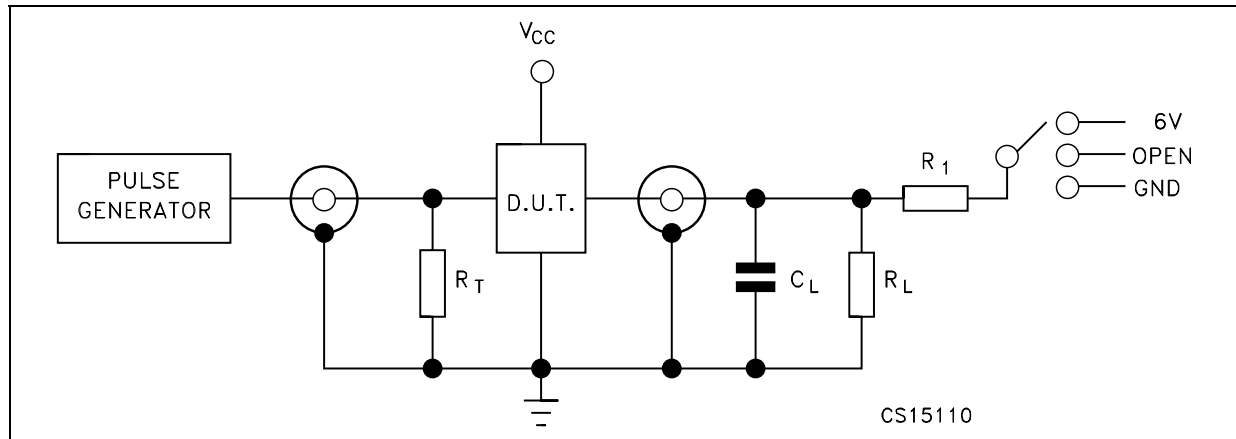 VCC
PULSE
GENERATOR
D.U.T.
RT
CL
RL
R1
6V
OPEN
GND
CS15110